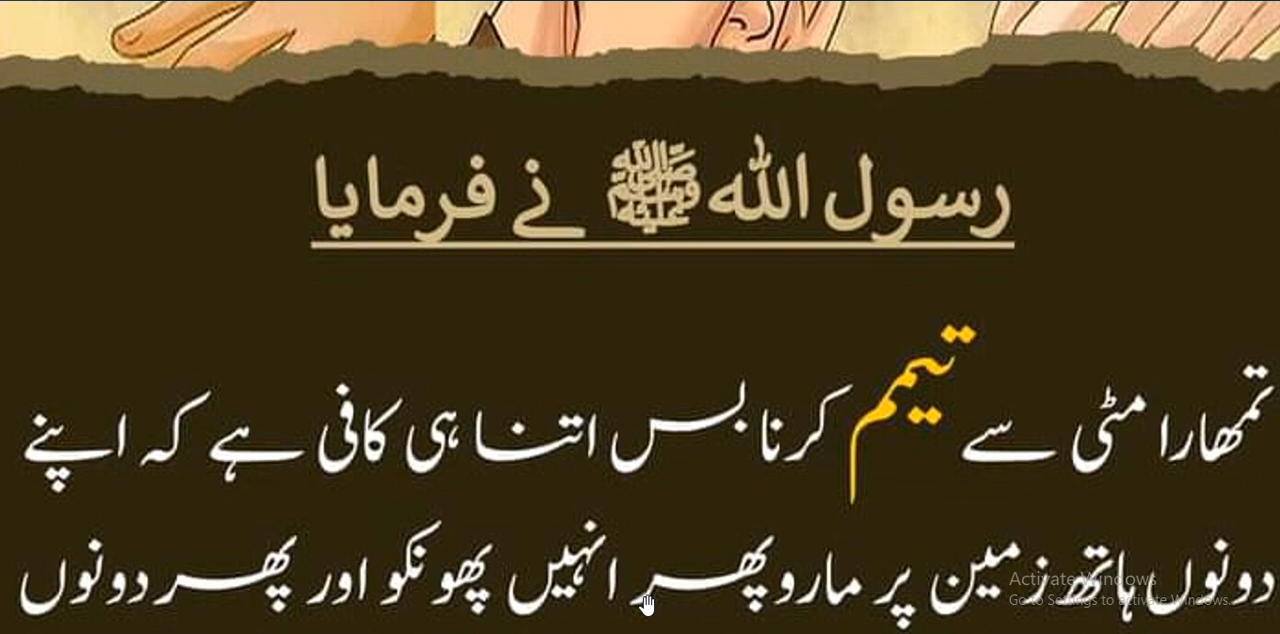 رسول اللہ ﷺ نے فرمایا
تمھارا مٹی سے تیمم کرنا بس اتنا ہی کافی ہے کہ اپنے
دونوں ہاتھ زمین پر مارو پھر انہیں پھونکو اور پھر دونوں
Activate Windows
Go to Settings to activate Windows.